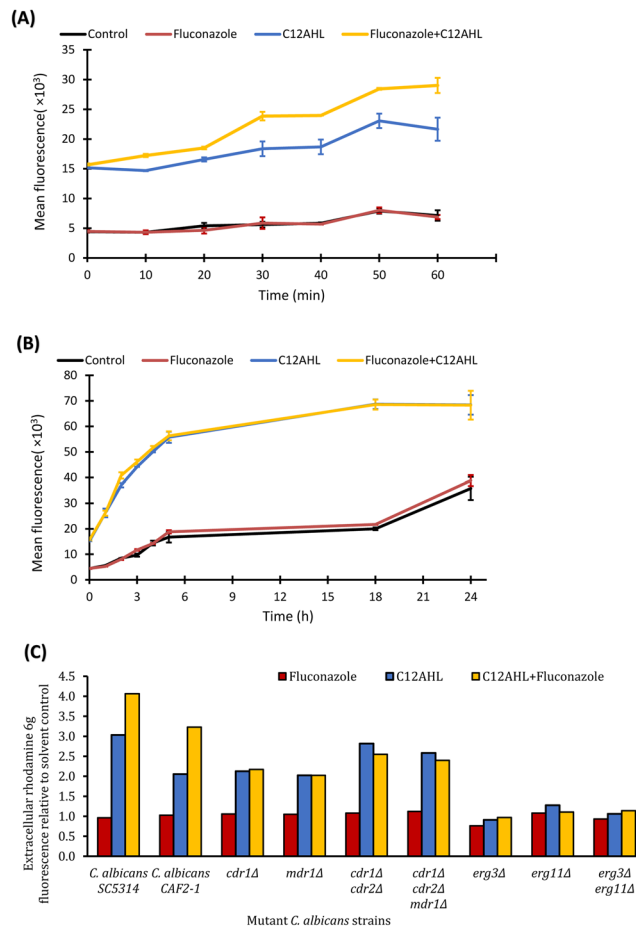 (A)
Control Fluconazole C12AHL Fluconazole+C12AHL
Mean fluorescence( ×10³)
35
30
25
20
15
10
5
0
0 10 20 30 40 50 60
Time (min)
(B)
Control Fluconazole C12AHL Fluconazole+C12AHL
Mean fluorescence( ×10³)
80
70
60
50
40
30
20
10
0
0 3 6 9 12 15 18 21 24
Time (h)
(C)
Fluconazole C12AHL C12AHL+Fluconazole
Extracellular rhodamine 6g
fluorescence relative to solvent control
4.5
4.0
3.5
3.0
2.5
2.0
1.5
1.0
0.5
0.0
C. albicans
SC5314
C. albicans
CAF2-1
cdr1Δ
mdr1Δ
cdr1Δ
cdr2Δ
cdr1Δ
cdr2Δ
mdr1Δ
erg3Δ
erg11Δ
erg3Δ
erg11Δ
Mutant C. albicans strains